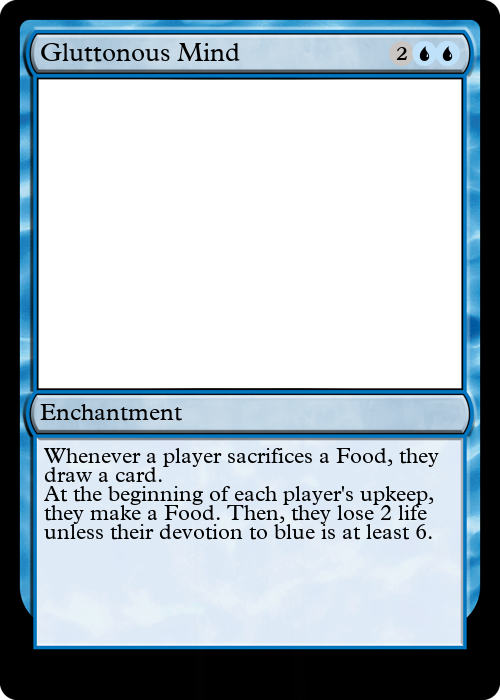 Gluttonous Mind 2
Enchantment
Whenever a player sacrifices a Food, they
draw a card.
At the beginning of each player's upkeep,
they make a Food. Then, they lose 2 life
unless their devotion to blue is at least 6.